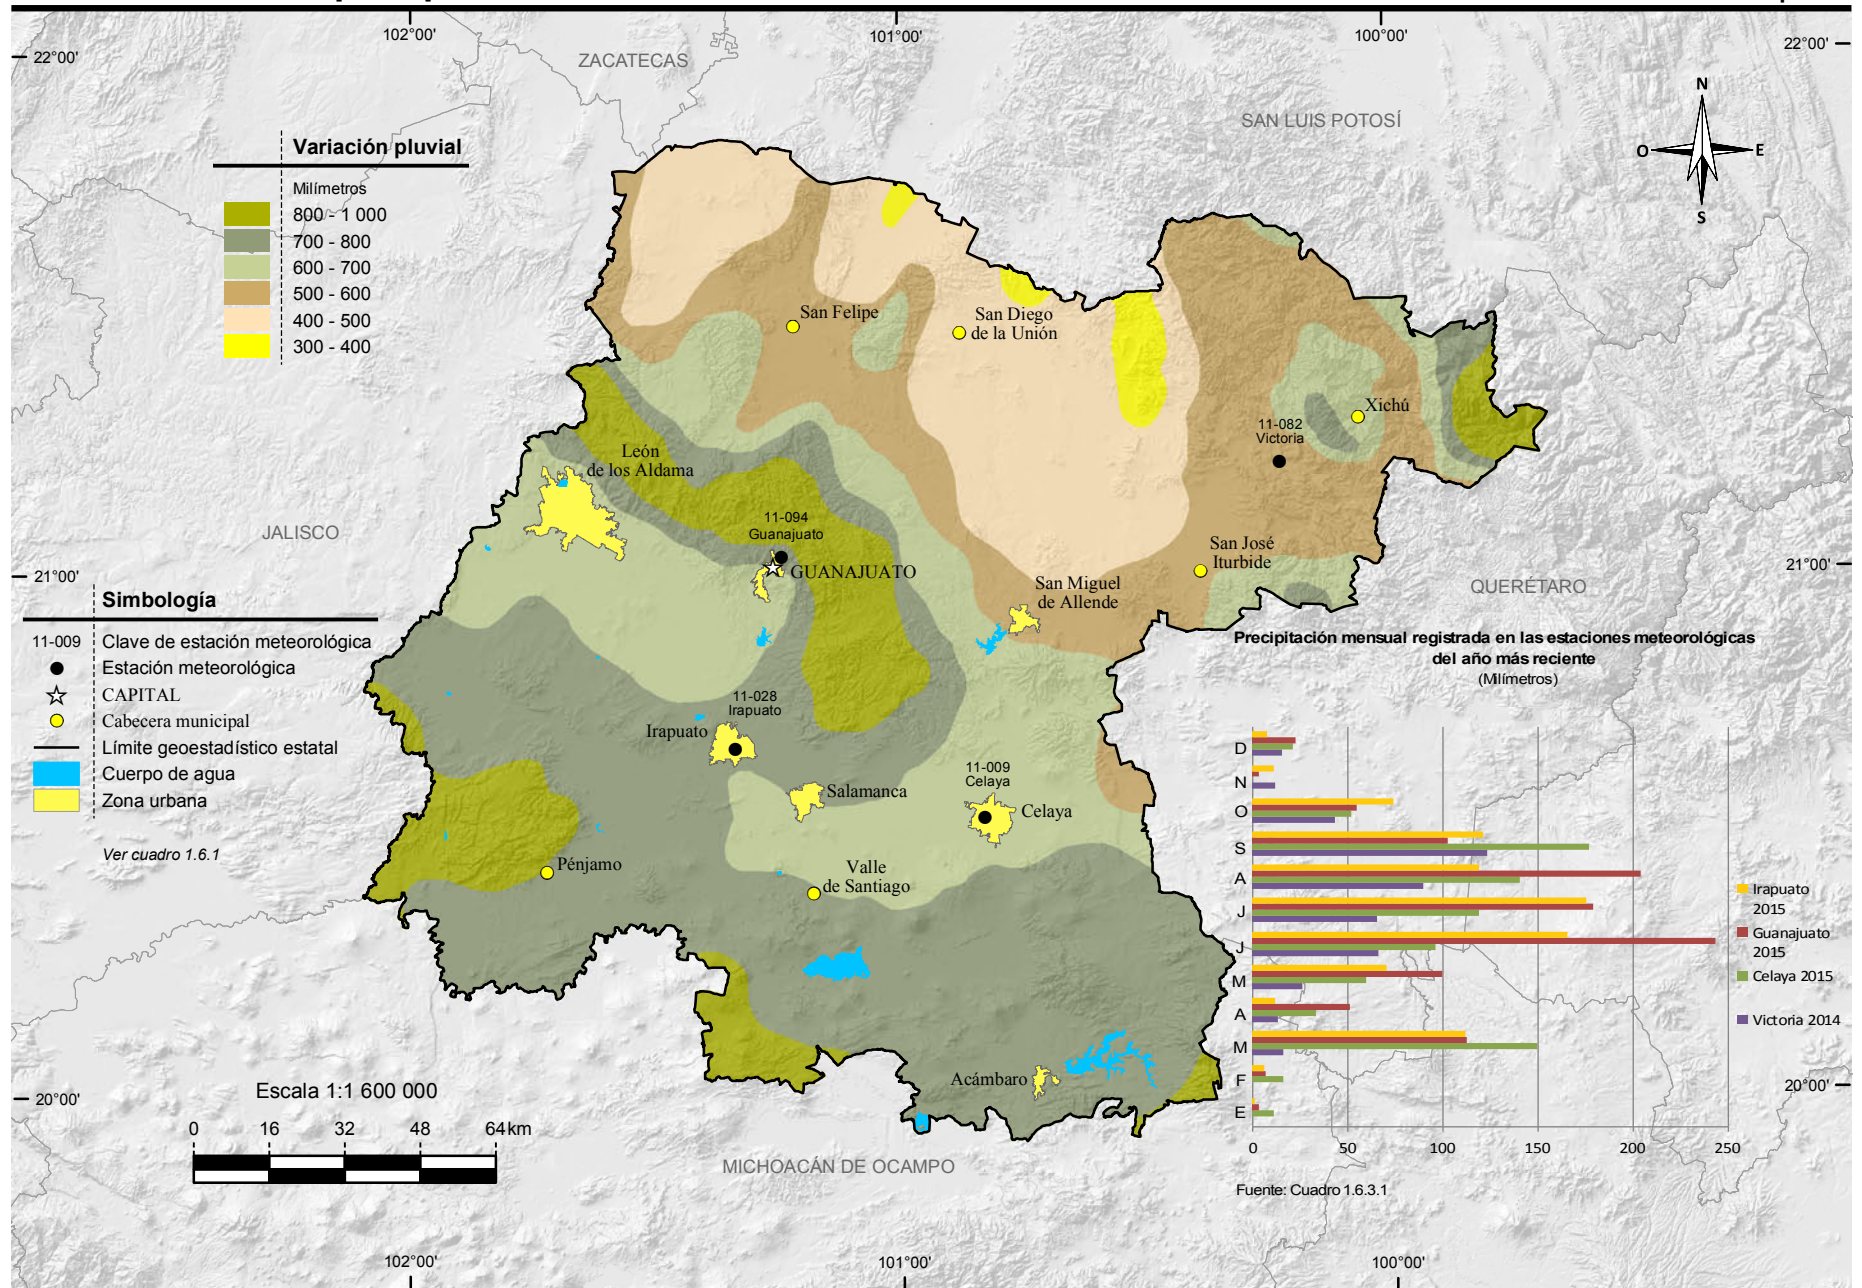 102°00'
101°00'
100°00'
22°00'
22°00'
ZACATECAS
SAN LUIS POTOSÍ
N
O
E
S
Variación pluvial
Milímetros
800 - 1 000
700 - 800
600 - 700
500 - 600
400 - 500
300 - 400
San Felipe
San Diego
de la Unión
Xichú
11-082
Victoria
León
de los Aldama
11-094
Guanajuato
GUANAJUATO
JALISCO
San José
Iturbide
San Miguel
de Allende
QUERÉTARO
21°00'
21°00'
Simbología
11-009 Clave de estación meteorológica
Estación meteorológica
CAPITAL
Cabecera municipal
Límite geoestadístico estatal
Cuerpo de agua
Zona urbana
Ver cuadro 1.6.1
11-028
Irapuato
Irapuato
Salamanca
11-009
Celaya
Celaya
Pénjamo
Valle
de Santiago
Acámbaro
Precipitación mensual registrada en las estaciones meteorológicas
del año más reciente
(Milímetros)
D
N
O
S
A
J
J
M
A
M
F
E
0 50 100 150 200 250
Irapuato
2015
Guanajuato
2015
Celaya 2015
Victoria 2014
Fuente: Cuadro 1.6.3.1
20°00'
20°00'
Escala 1:1 600 000
0 16 32 48 64 km
MICHOACÁN DE OCAMPO
102°00'
101°00'
100°00'